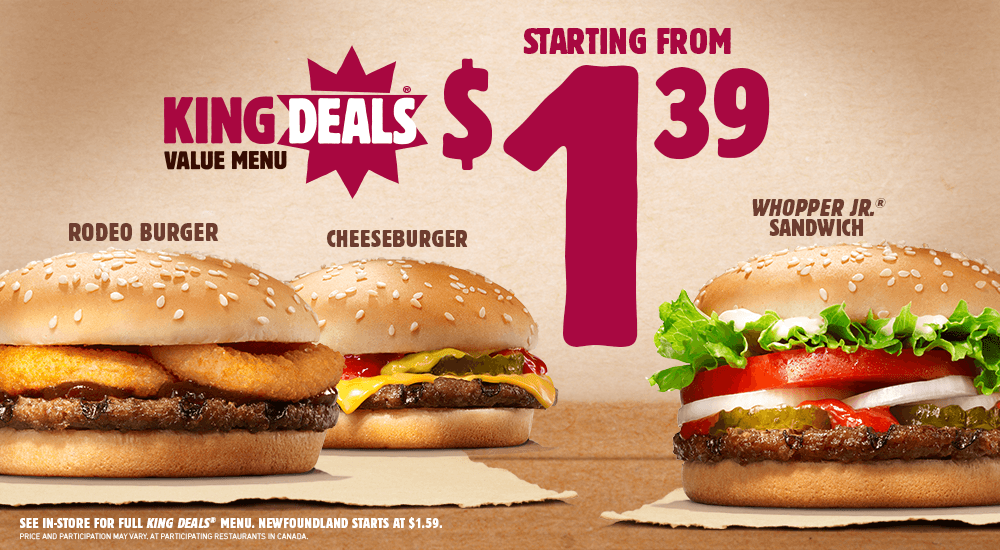 STARTING FROM
$1 39
KING DEALS®
VALUE MENU
RODEO BURGER
CHEESEBURGER
WHOPPER JR.®
SANDWICH
SEE IN-STORE FOR FULL KING DEALS® MENU. NEWFOUNDLAND STARTS AT $1.59.
PRICE AND PARTICIPATION MAY VARY. AT PARTICIPATING RESTAURANTS IN CANADA.